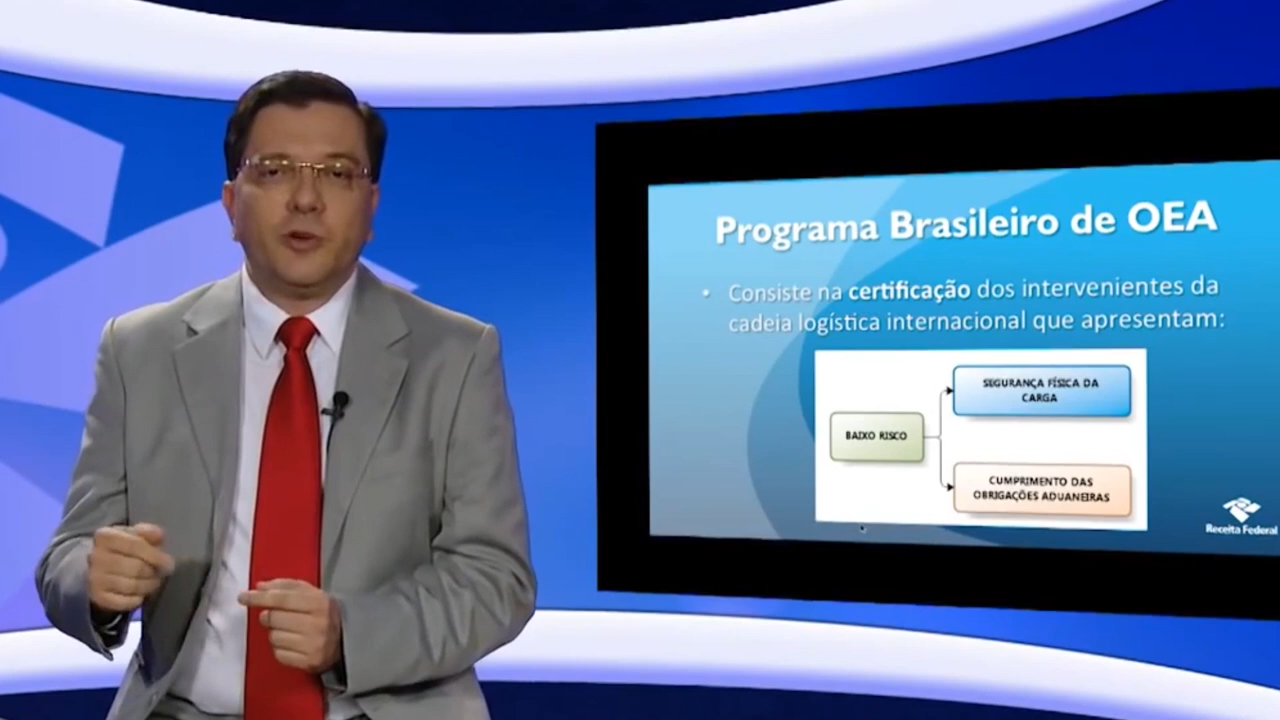 Programa Brasileiro de OEA
• Consiste na certificação dos intervenientes da
cadeia logística internacional que apresentam:
SEGURANÇA FÍSICA DA
CARGA
BAIXO RISCO
CUMPRIMENTO DAS
OBRIGAÇÕES ADUANEIRAS
Receita Federal